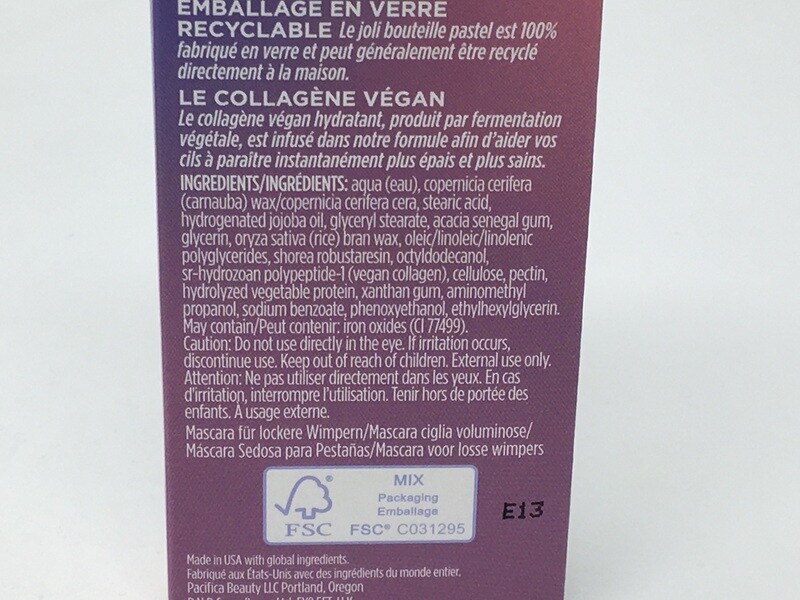 EMBALLAGE EN VERRE
RECYCLABLE Le joli bouteille pastel est 100%
fabriqué en verre et peut généralement être recyclé
directement à la maison.
LE COLLAGÈNE VÉGAN
Le collagène végan hydratant, produit par fermentation
végétale, est infusé dans notre formule afin d'aider vos
cils à paraître instantanément plus épais et plus sains.
INGREDIENTS/INGRÉDIENTS: aqua (eau), copernicia cerifera
(carnauba) wax/copernicia cerifera cera, stearic acid,
hydrogenated jojoba oil, glyceryl stearate, acacia senegal gum,
glycerin, oryza sativa (rice) bran wax, oleic/linoleic/linolenic
polyglycerides, shorea robustaresin, octyldodecanol,
sr-hydrozoan polypeptide-1 (vegan collagen), cellulose, pectin,
hydrolyzed vegetable protein, xanthan gum, aminomethyl
propanol, sodium benzoate, phenoxyethanol, ethylhexylglycerin.
May contain/Peut contenir: iron oxides (CI 77499).
Caution: Do not use directly in the eye. If irritation occurs,
discontinue use. Keep out of reach of children. External use only.
Attention: Ne pas utiliser directement dans les yeux. En cas
d'irritation, interrompre l'utilisation. Tenir hors de portée des
enfants. À usage externe.
Mascara für lockere Wimpern/Mascara ciglia voluminose/
Máscara Sedosa para Pestañas/Mascara voor losse wimpers
MIX
Packaging
Emballage
FSC® C031295
FSC
E13
Made in USA with global ingredients.
Fabriqué aux États-Unis avec des ingrédients du monde entier.
Pacifica Beauty LLC Portland, Oregon